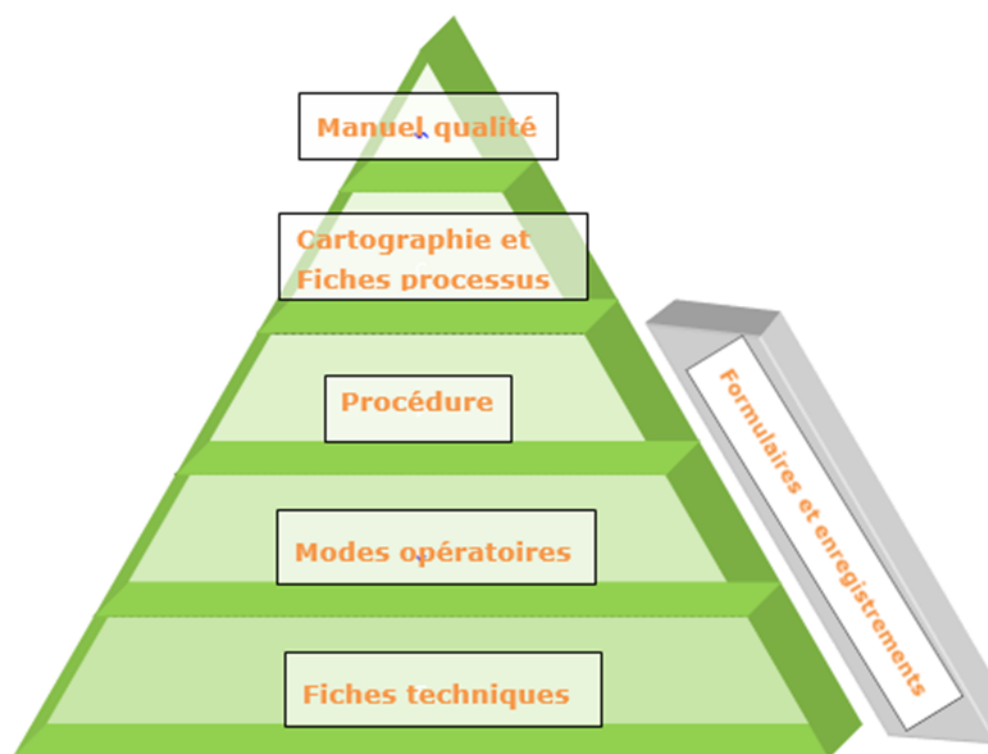 Manuel qualité
Cartographie et
Fiches processus
Procédure
Modes opératoires
Fiches techniques
Formulaires et enregistrements